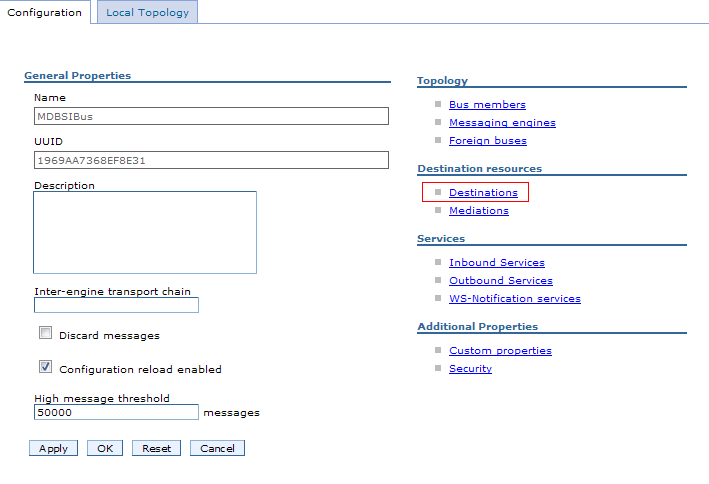 Configuration
Local Topology
General Properties
Name
MDBSIBus
UUID
1969AA7368EF8E31
Description
Inter-engine transport chain
Discard messages
Configuration reload enabled
High message threshold
50000 messages
Apply OK Reset Cancel
Topology
Bus members
Messaging engines
Foreign buses
Destination resources
Destinations
Mediations
Services
Inbound Services
Outbound Services
WS-Notification services
Additional Properties
Custom properties
Security